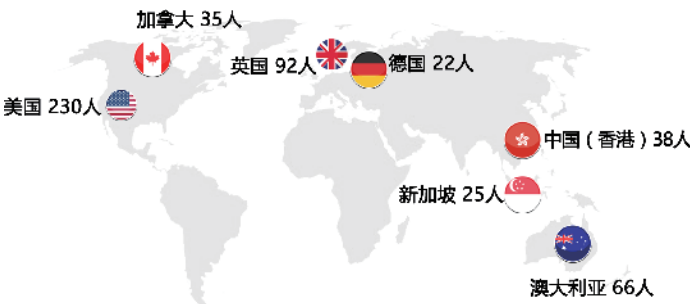 加拿大 35人
英国 92人
德国 22人
美国 230人
中国 ( 香港 ) 38人
新加坡 25人
澳大利亚 66人